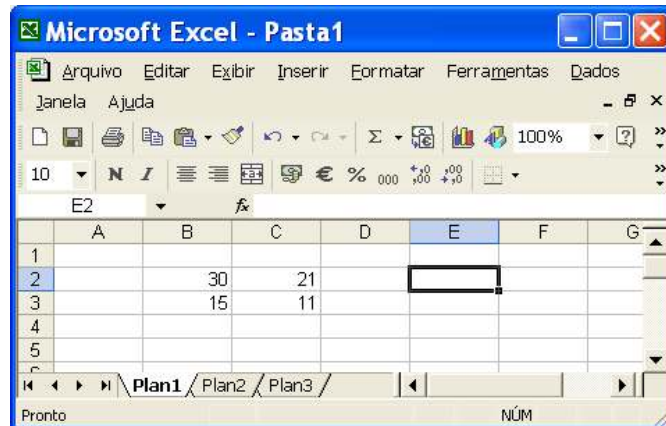 Microsoft Excel - Pasta1
Arquivo Editar Exibir Inserir Formatar Ferramentas Dados
Janela Ajuda
Σ 100% ?
10 N I € % 000 ,00 ,00
E2 fx
A B C D E F G
1
2 30 21
3 15 11
4
5
Plan1 Plan2 Plan3
Pronto NÚM